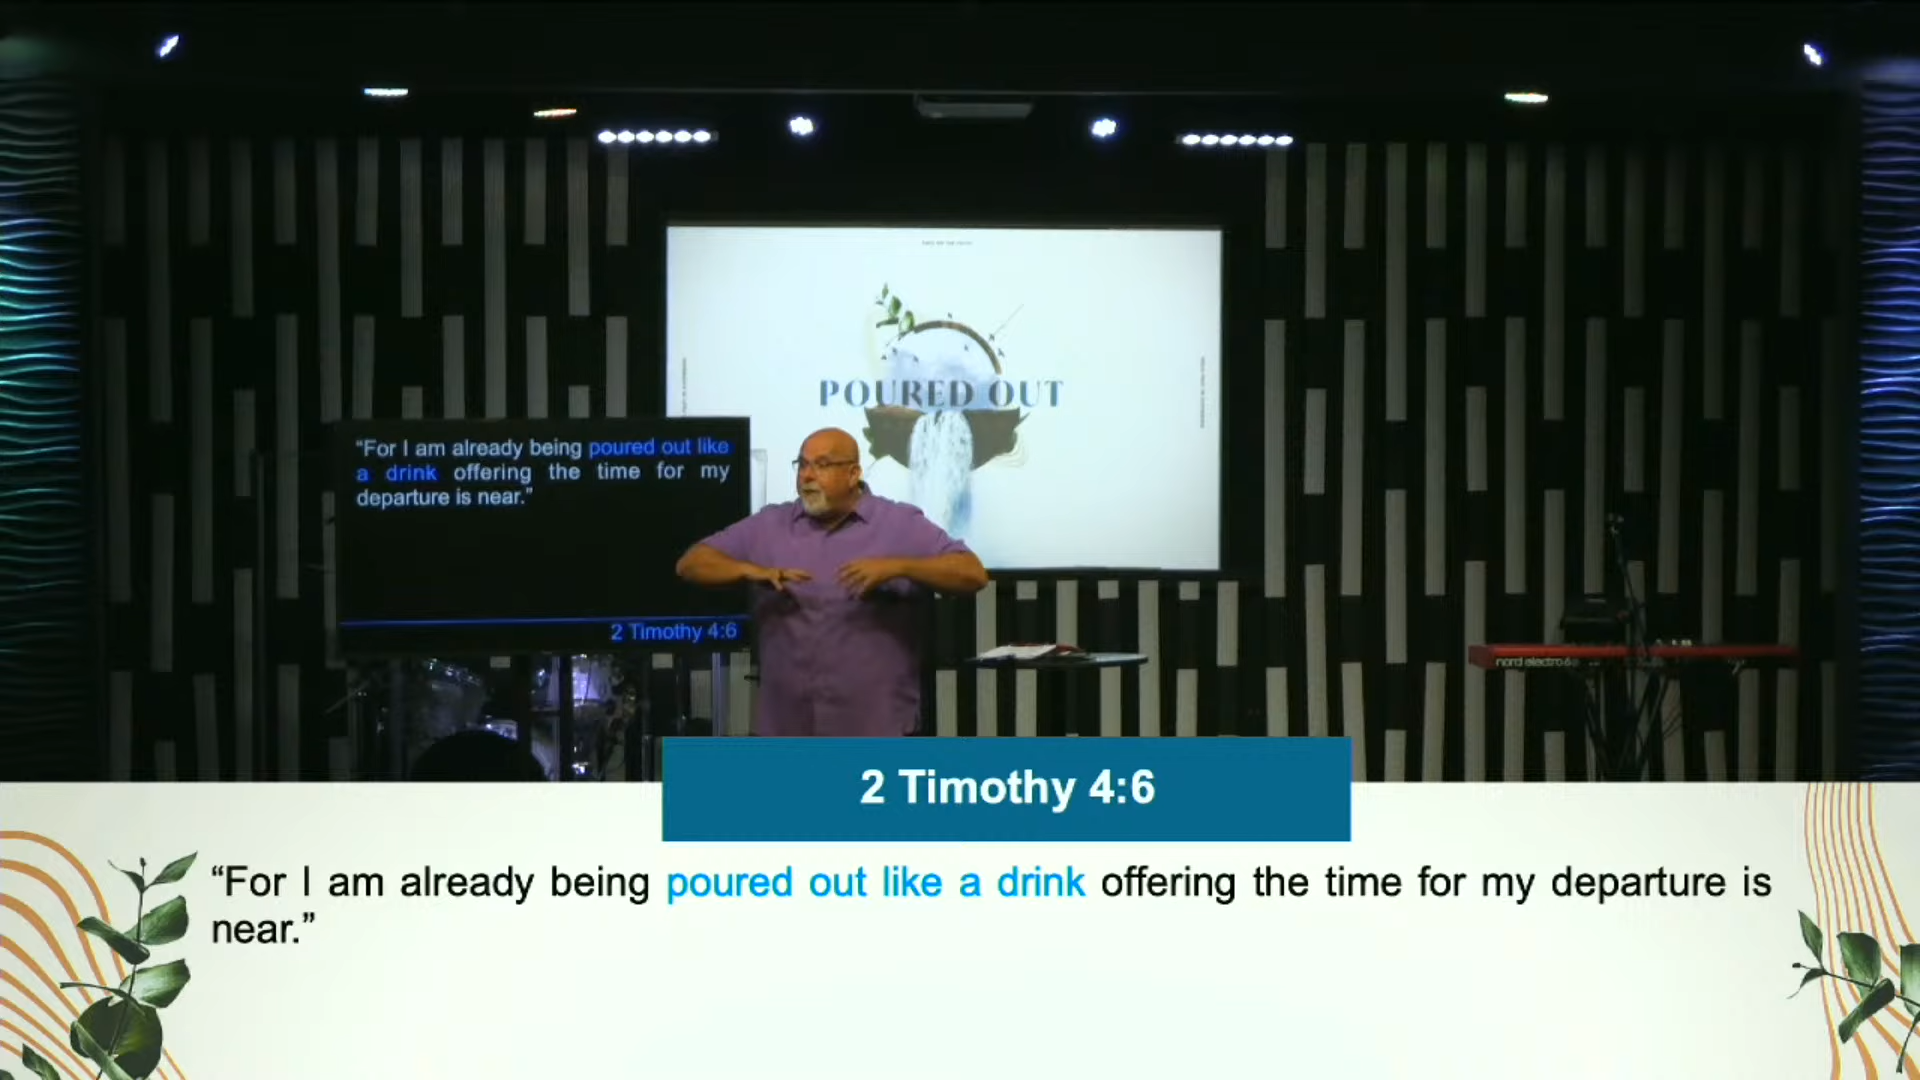 POURED OUT
“For I am already being poured out like
a drink offering the time for my
departure is near.”
2 Timothy 4:6
nord electro 6
2 Timothy 4:6
“For I am already being poured out like a drink offering the time for my departure is
near.”